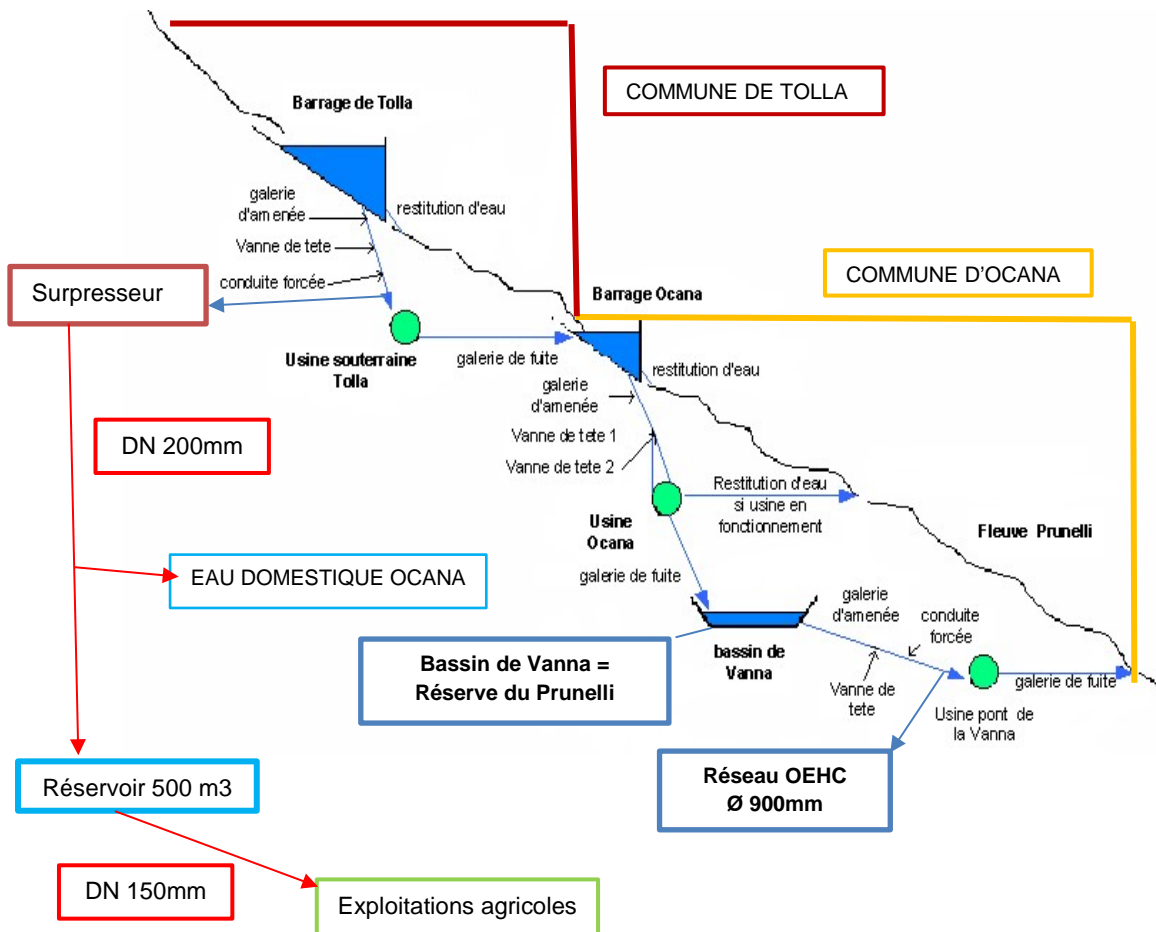 COMMUNE DE TOLLA
Barrage de Tolla
galerie
d'amenée
restitution d'eau
Vanne de tete
conduite forcée
Surpresseur
COMMUNE D'OCANA
Barrage Ocana
Usine souterraine
Tolla
galerie de fuite
restitution d'eau
galerie
d'amenée
DN 200mm
Vanne de tete 1
Vanne de tete 2
Restitution d'eau
si usine en
fonctionnement
Usine
Ocana
Fleuve Prunelli
EAU DOMESTIQUE OCANA
galerie de fuite
galerie
d'amenée
conduite
forcée
Bassin de Vanna =
Réserve du Prunelli
bassin de
Vanna
Vanne de
tete
galerie de fuite
Usine pont de
la Vanna
Réservoir 500 m3
Réseau OEHC
Ø 900mm
DN 150mm
Exploitations agricoles